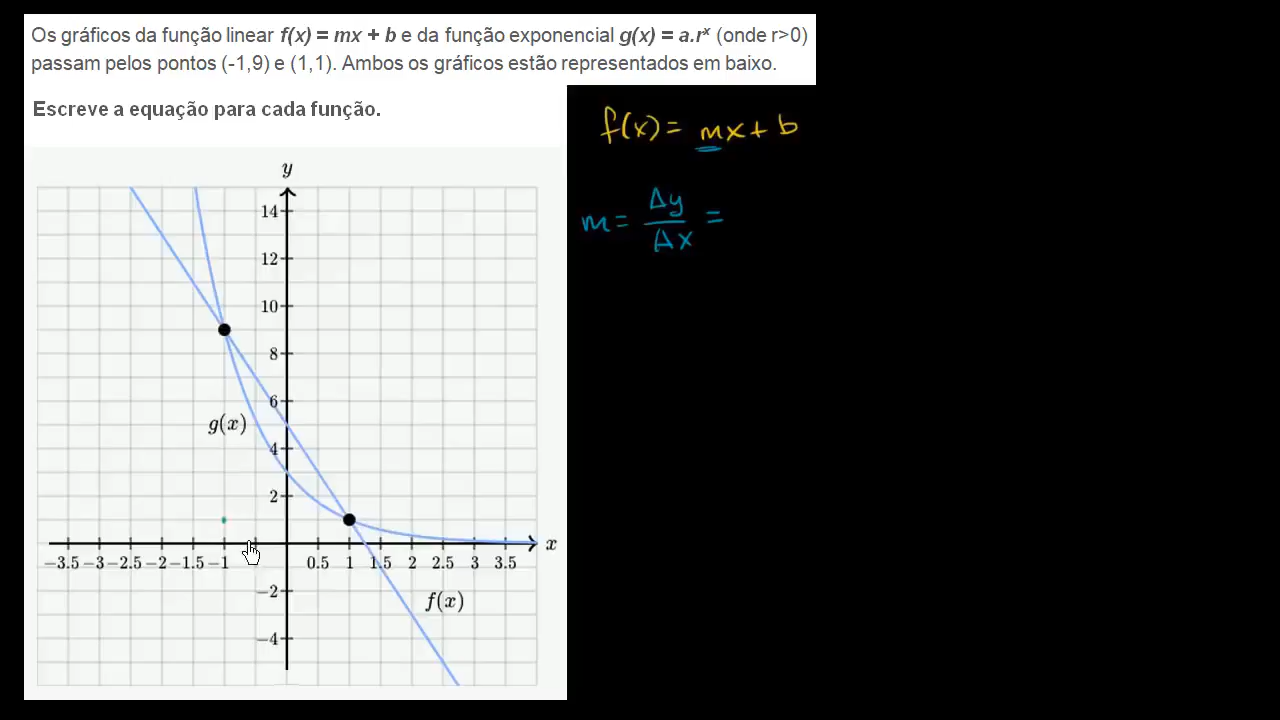 Os gráficos da função linear f(x) = mx + b e da função exponencial g(x) = a.rˣ (onde r>0)
passam pelos pontos (-1,9) e (1,1). Ambos os gráficos estão representados em baixo.
Escreve a equação para cada função.
f(x) = mx + b
m = Δy/Δx =
y
14
12
10
8
6
g(x)
4
2
x
−3.5 −3 −2.5 −2 −1.5 −1 0.5 1 1.5 2 2.5 3 3.5
−2
f(x)
−4